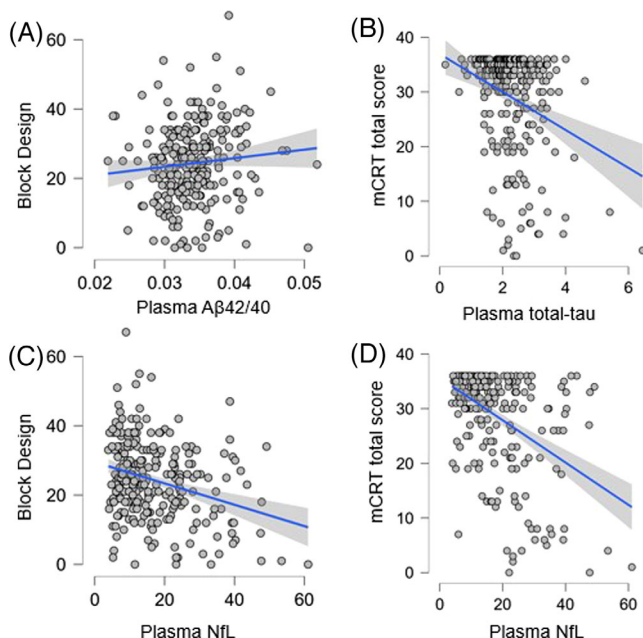 (A)
Block Design
60
40
20
0
0.02
0.03
0.04
0.05
Plasma Aβ42/40
(B)
mCRT total score
40
30
20
10
0
0
2
4
6
Plasma total-tau
(C)
Block Design
60
40
20
0
0
20
40
60
Plasma NfL
(D)
mCRT total score
40
30
20
10
0
0
20
40
60
Plasma NfL